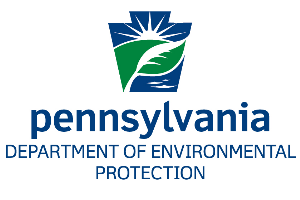 pennsylvania
DEPARTMENT OF ENVIRONMENTAL
PROTECTION